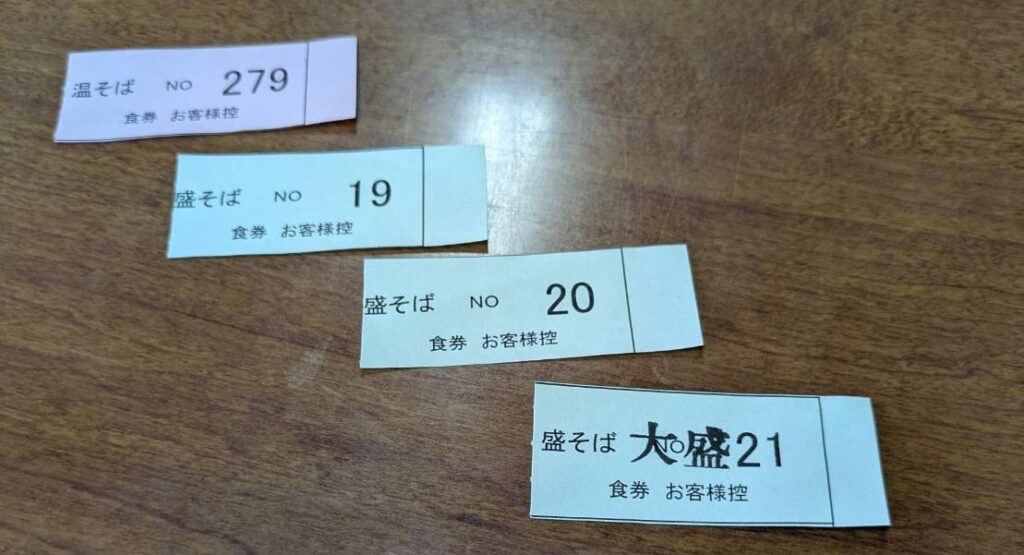 温そば NO 279
食券 お客様控
盛そば NO 19
食券 お客様控
盛そば NO 20
食券 お客様控
盛そば NO 大盛 21
食券 お客様控